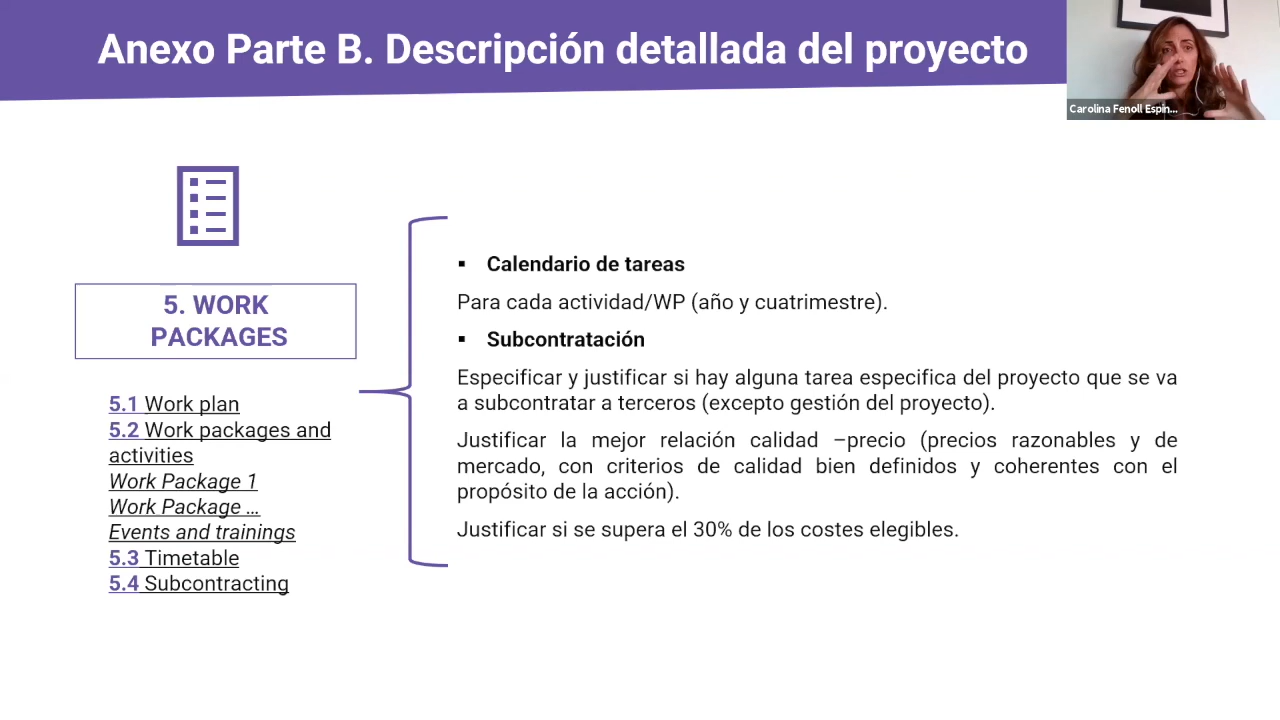 Anexo Parte B. Descripción detallada del proyecto
Carolina Fenoll Espín...
5. WORK
PACKAGES
5.1 Work plan
5.2 Work packages and
activities
Work Package 1
Work Package ...
Events and trainings
5.3 Timetable
5.4 Subcontracting
▪ Calendario de tareas
Para cada actividad/WP (año y cuatrimestre).
▪ Subcontratación
Especificar y justificar si hay alguna tarea especifica del proyecto que se va
a subcontratar a terceros (excepto gestión del proyecto).
Justificar la mejor relación calidad –precio (precios razonables y de
mercado, con criterios de calidad bien definidos y coherentes con el
propósito de la acción).
Justificar si se supera el 30% de los costes elegibles.